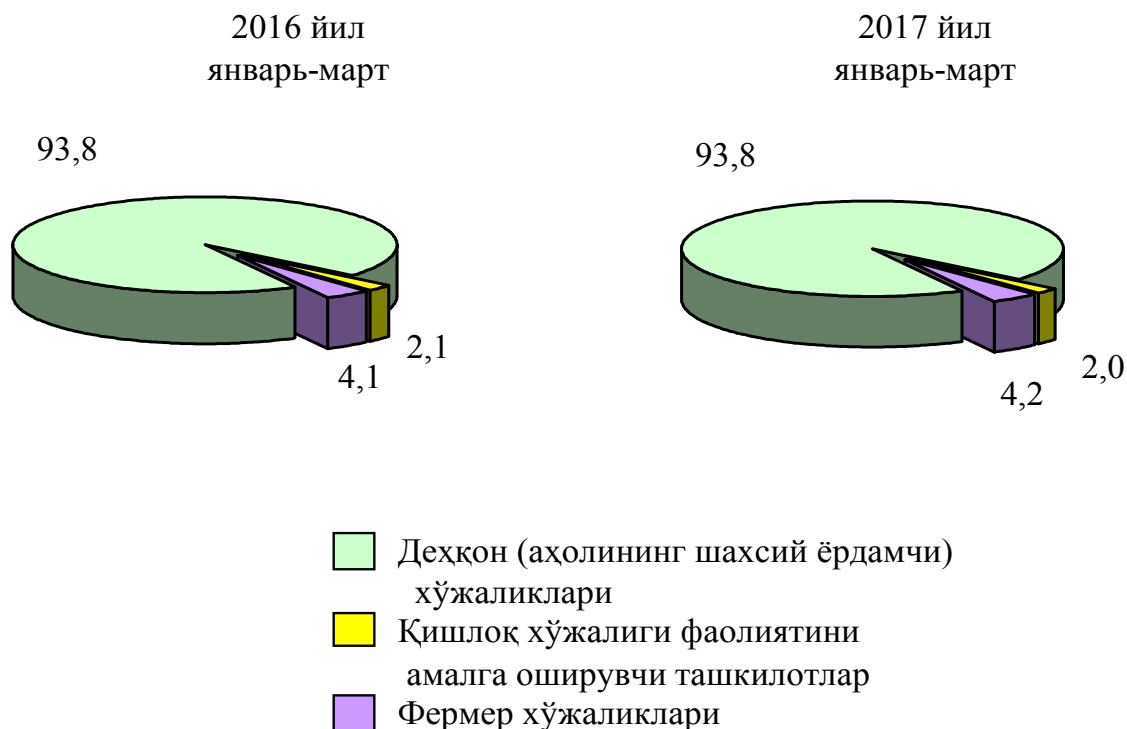 2016 йил
январь-март
2017 йил
январь-март
93,8
93,8
2,1
4,1
2,0
4,2
Деҳқон (аҳолининг шахсий ёрдамчи)
хўжаликлари
Қишлоқ хўжалиги фаолиятини
амалга оширувчи ташкилотлар
Фермер хўжаликлари